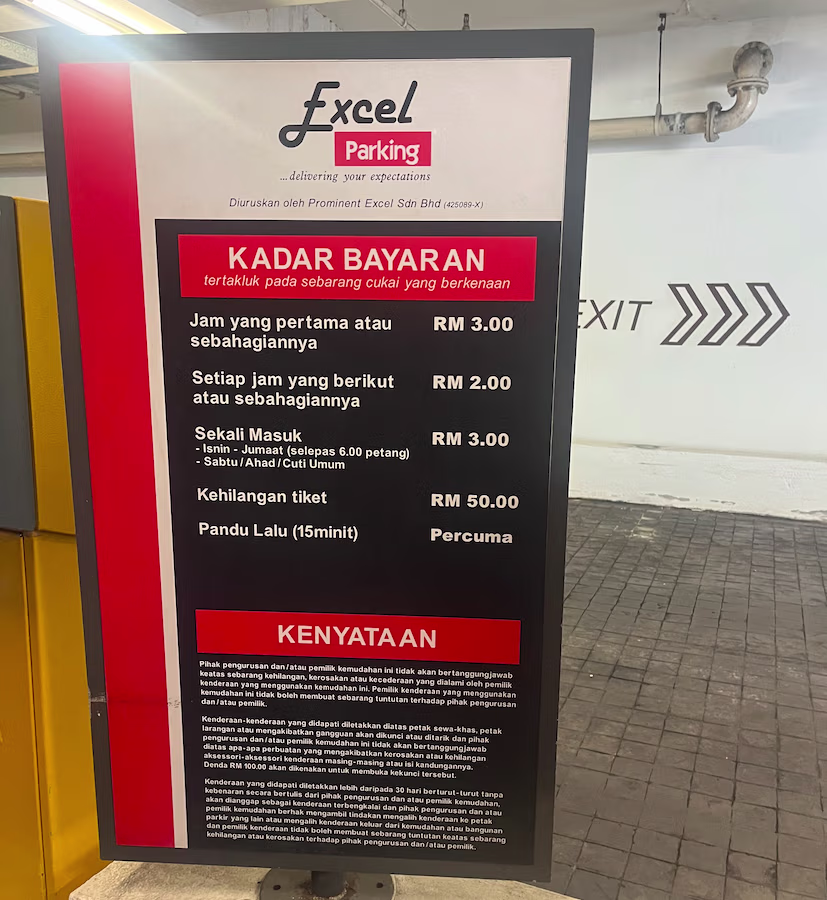 Excel
Parking
...delivering your expectations
Diuruskan oleh Prominent Excel Sdn Bhd (425089-X)
KADAR BAYARAN
tertakluk pada sebarang cukai yang berkenaan
Jam yang pertama atau sebahagiannya RM 3.00
Setiap jam yang berikut atau sebahagiannya RM 2.00
Sekali Masuk RM 3.00
- Isnin - Jumaat (selepas 6.00 petang)
- Sabtu/Ahad/Cuti Umum
Kehilangan tiket RM 50.00
Pandu Lalu (15minit) Percuma
KENYATAAN
Pihak pengurusan dan/atau pemilik kemudahan ini tidak akan bertanggungjawab
keatas sebarang kehilangan, kerosakan atau kecederaan yang dialami oleh pemilik
kenderaan yang menggunakan kemudahan ini. Pemilik kenderaan yang menggunakan
kemudahan ini tidak boleh membuat sebarang tuntutan terhadap pihak pengurusan
dan/atau pemilik.
Kenderaan-kenderaan yang didapati diletakkan diatas petak sewa-khas, petak
larangan atau mengakibatkan gangguan akan dikunci atau ditarik dan pihak
pengurusan dan/atau pemilik kemudahan ini tidak akan bertanggungjawab
diatas apa-apa perbuatan yang mengakibatkan kerosakan atau kehilangan
aksessori-aksessori kenderaan masing-masing atau isi kandungannya.
Denda RM 100.00 akan dikenakan untuk membuka kekunci tersebut.
Kenderaan yang didapati diletakkan lebih daripada 30 hari berturut-turut tanpa
kebenaran secara bertulis dari pihak pengurusan dan atau pemilik kemudahan,
akan dianggap sebagai kenderaan terbengkalai dan pihak pengurusan dan atau
pemilik kemudahan berhak mengambil tindakan mengalih kenderaan ke petak
parkir yang lain atau mengalih kenderaan keluar dari kemudahan atau bangunan
dan pemilik kenderaan tidak boleh membuat sebarang tuntutan keatas sebarang
kehilangan atau kerosakan terhadap pihak pengurusan dan/atau pemilik.
EXIT